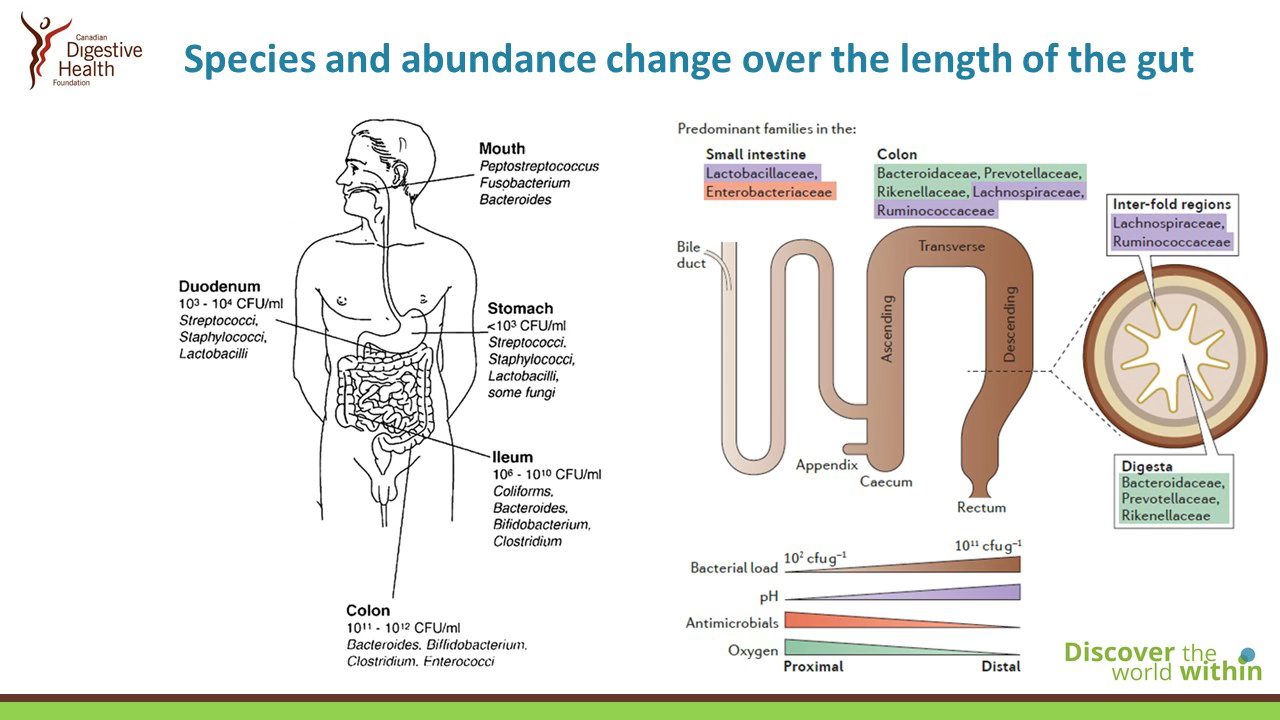 Canadian
Digestive
Health
Foundation
Species and abundance change over the length of the gut
Mouth
Peptostreptococcus
Fusobacterium
Bacteroides
Duodenum
10³ - 10⁴ CFU/ml
Streptococci,
Staphylococci,
Lactobacilli
Stomach
<10³ CFU/ml
Streptococci.
Staphylococci,
Lactobacilli,
some fungi
Ileum
10⁶ - 10¹⁰ CFU/ml
Coliforms,
Bacteroides,
Bifidobacterium,
Clostridium
Colon
10¹¹ - 10¹² CFU/ml
Bacteroides. Biffidobacterium.
Clostridium. Enterococci
Predominant families in the:
Small intestine
Lactobacillaceae,
Enterobacteriaceae
Colon
Bacteroidaceae, Prevotellaceae,
Rikenellaceae, Lachnospiraceae,
Ruminococcaceae
Inter-fold regions
Lachnospiraceae,
Ruminococcaceae
Bile
duct
Transverse
Ascending
Descending
Appendix
Caecum
Rectum
Digesta
Bacteroidaceae,
Prevotellaceae,
Rikenellaceae
10² cfu g⁻¹
10¹¹ cfu g⁻¹
Bacterial load
pH
Antimicrobials
Oxygen
Proximal
Distal
Discover the
world within